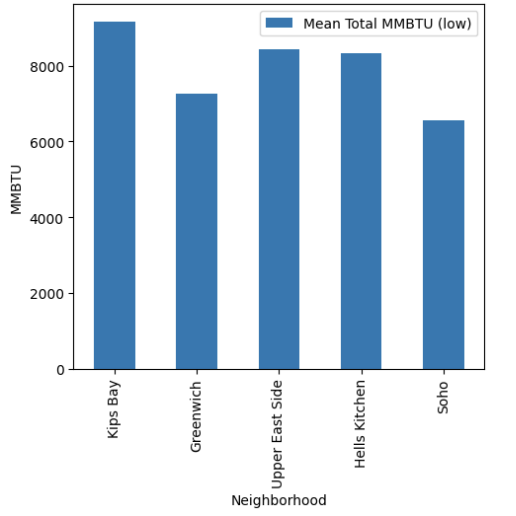 Mean Total MMBTU (low)
MMBTU
8000
6000
4000
2000
0
Kips Bay
Greenwich
Upper East Side
Hells Kitchen
Soho
Neighborhood